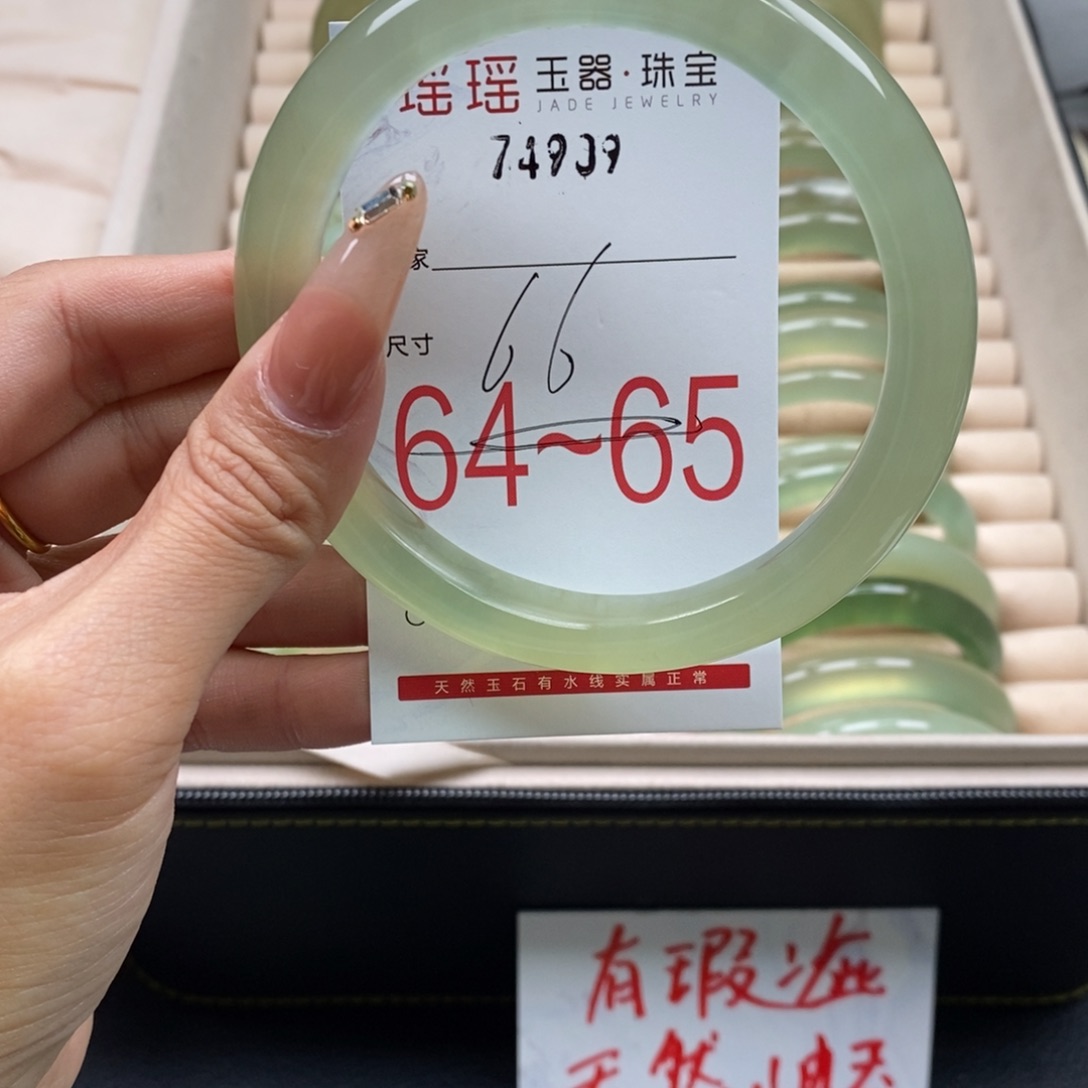 瑶瑶 玉器·珠宝
JADE JEWELRY
74909
家
66
尺寸
64~65
天然玉石有水线实属正常
有瑕疵
天然